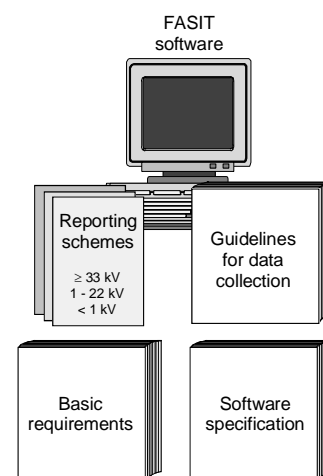 FASIT
software
Reporting
schemes
≥ 33 kV
1 - 22 kV
< 1 kV
Guidelines
for data
collection
Basic
requirements
Software
specification